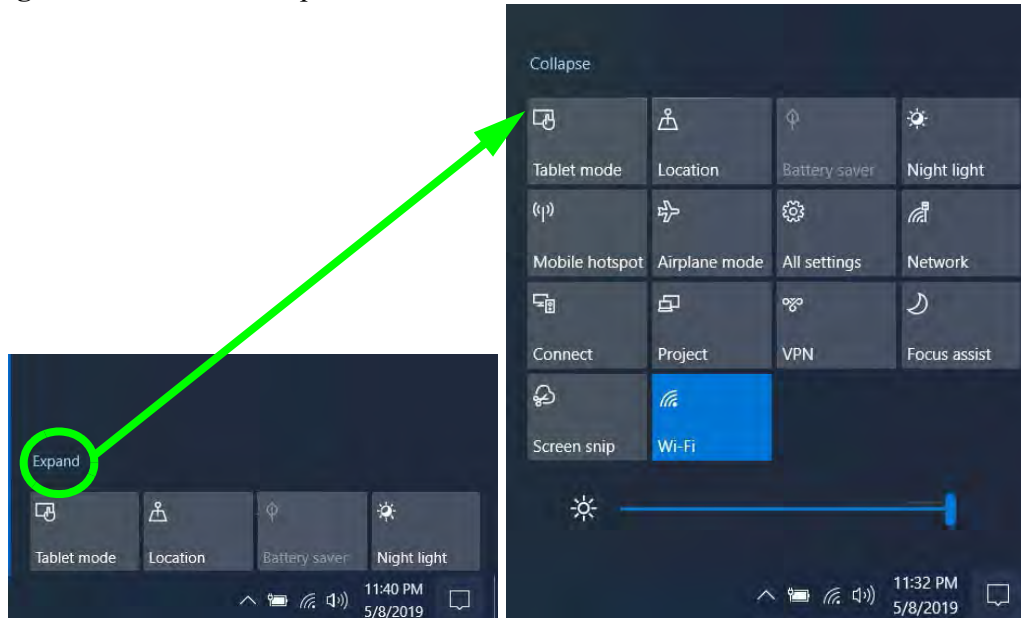 Collapse
Tablet mode Location Battery saver Night light
Mobile hotspot Airplane mode All settings Network
Connect Project VPN Focus assist
Screen snip Wi-Fi
11:32 PM
5/8/2019
Expand
Tablet mode Location Battery saver Night light
11:40 PM
5/8/2019